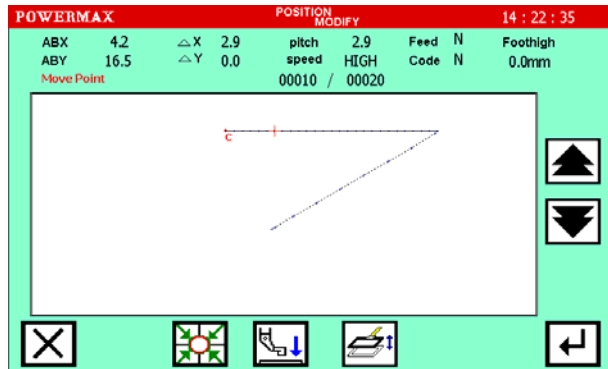 POWERMAX POSITION MODIFY 14 : 22 : 35
ABX 4.2 △X 2.9 pitch 2.9 Feed N Foothigh
ABY 16.5 △Y 0.0 speed HIGH Code N 0.0mm
Move Point 00010 / 00020
C